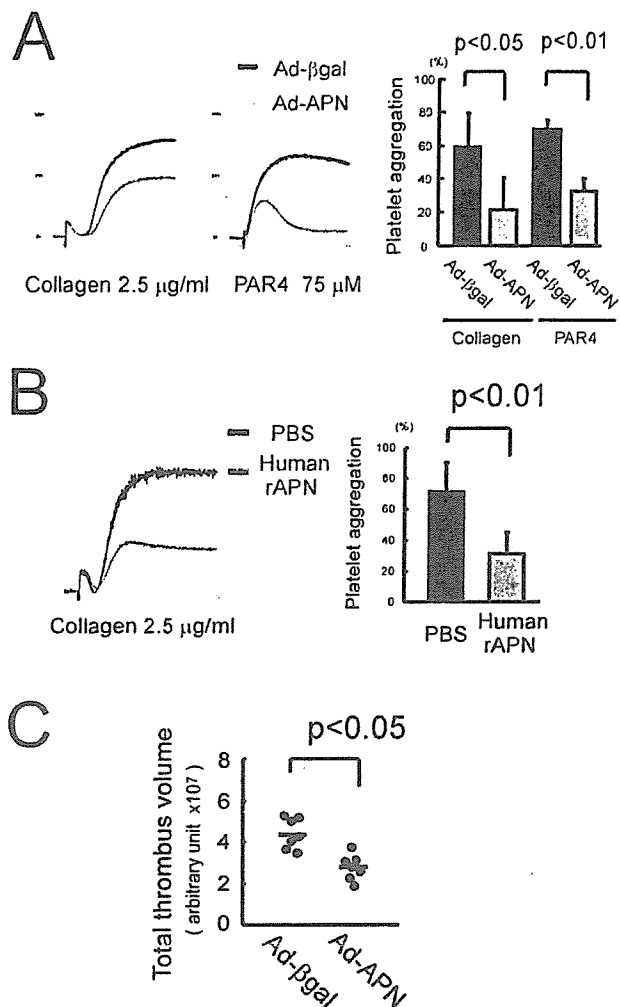 A
Ad-βgal
Ad-APN
Collagen 2.5 μg/ml
PAR4 75 μM
p<0.05
p<0.01
(%)
100
80
60
40
20
0
Platelet aggregation
Ad-βgal
Ad-APN
Ad-βgal
Ad-APN
Collagen
PAR4
B
PBS
Human
rAPN
Collagen 2.5 μg/ml
p<0.01
(%)
100
80
60
40
20
0
Platelet aggregation
PBS
Human
rAPN
C
p<0.05
Total thrombus volume
( arbitrary unit x10⁷ )
8
6
4
2
0
Ad-βgal
Ad-APN